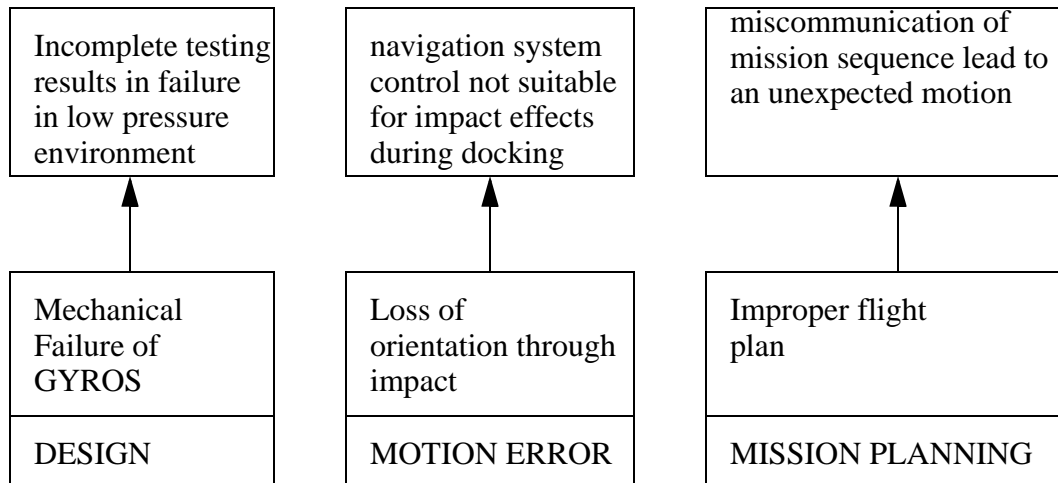 Incomplete testing
results in failure
in low pressure
environment
navigation system
control not suitable
for impact effects
during docking
miscommunication of
mission sequence lead to
an unexpected motion
Mechanical
Failure of
GYROS
DESIGN
Loss of
orientation through
impact
MOTION ERROR
Improper flight
plan
MISSION PLANNING